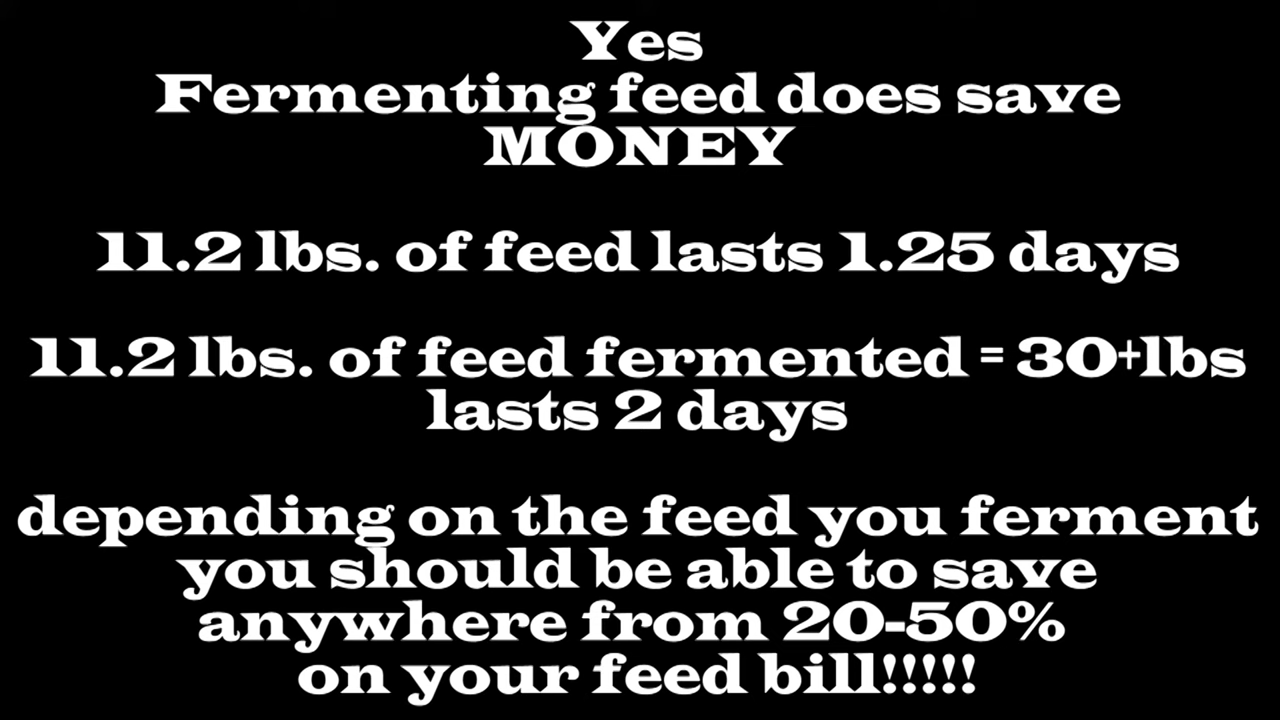 Yes
Fermenting feed does save
MONEY
11.2 lbs. of feed lasts 1.25 days
11.2 lbs. of feed fermented = 30+lbs
lasts 2 days
depending on the feed you ferment
you should be able to save
anywhere from 20-50%
on your feed bill!!!!!